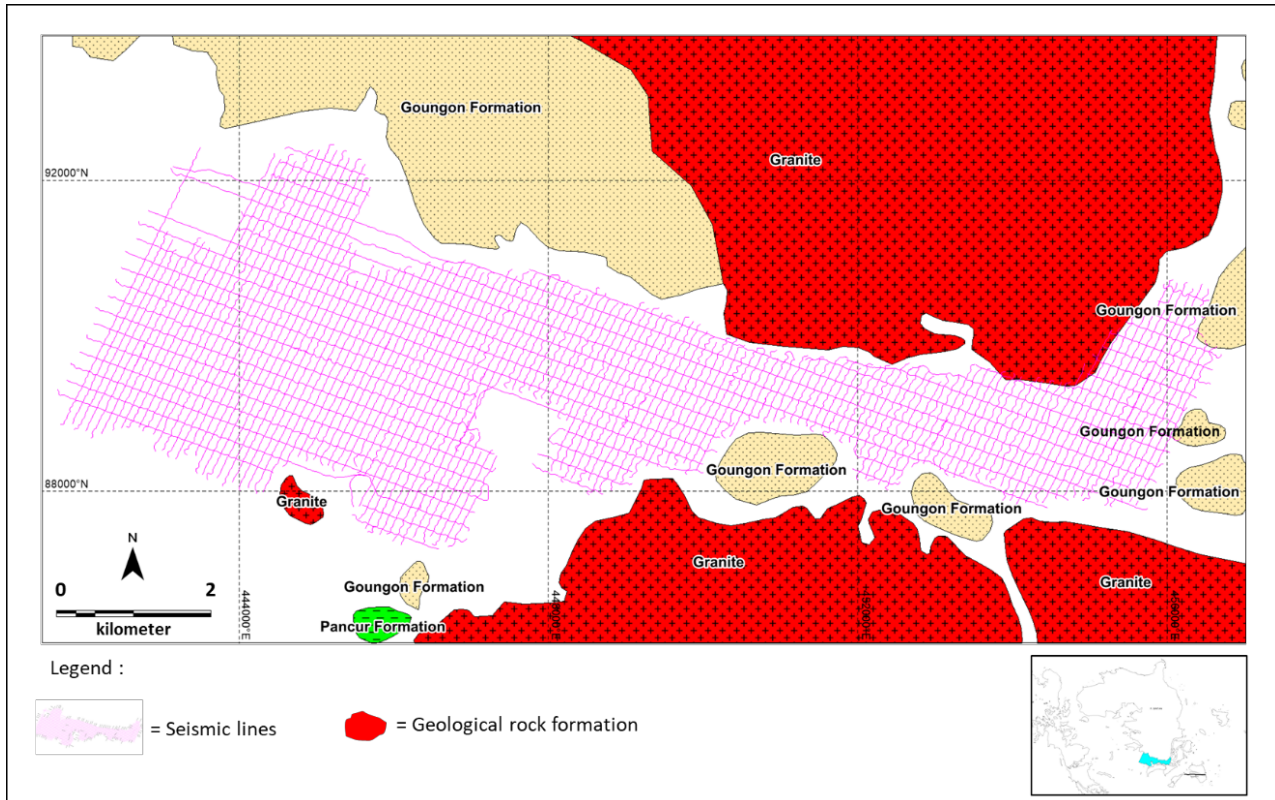 Goungon Formation
Granite
92000°N
Goungon Formation
Goungon Formation
Goungon Formation
88000°N
Granite
Goungon Formation
Goungon Formation
N
Granite
Granite
0 2
kilometer
Goungon Formation
Pancur Formation
444000°E
448000°E
452000°E
456000°E
Legend :
= Seismic lines
= Geological rock formation